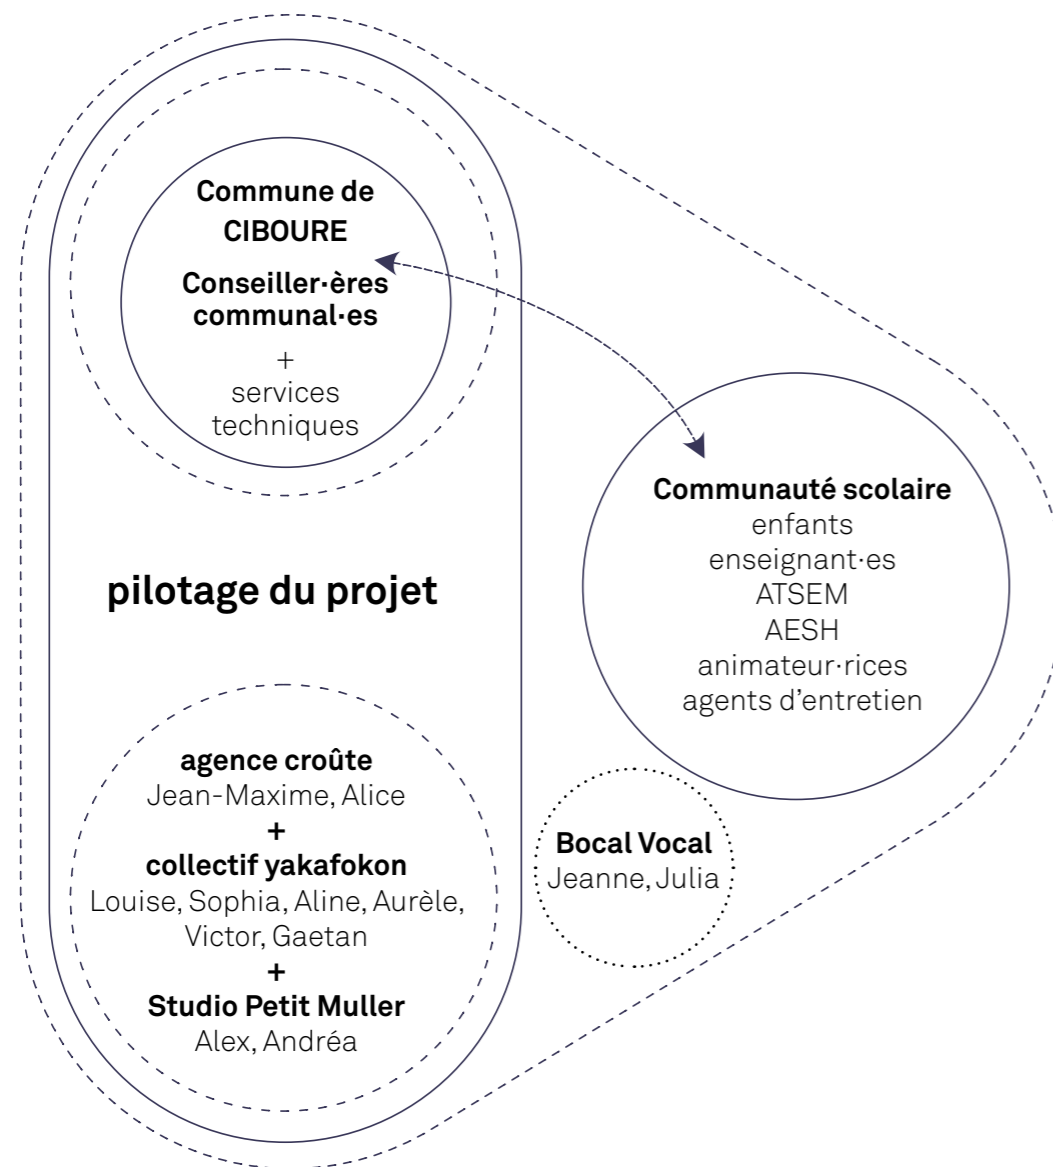 Commune de
CIBOURE
Conseiller·ères
communal·es
+
services
techniques
pilotage du projet
agence croûte
Jean-Maxime, Alice
+
collectif yakafokon
Louise, Sophia, Aline, Aurèle,
Victor, Gaetan
+
Studio Petit Muller
Alex, Andréa
Communauté scolaire
enfants
enseignant·es
ATSEM
AESH
animateur·rices
agents d’entretien
Bocal Vocal
Jeanne, Julia